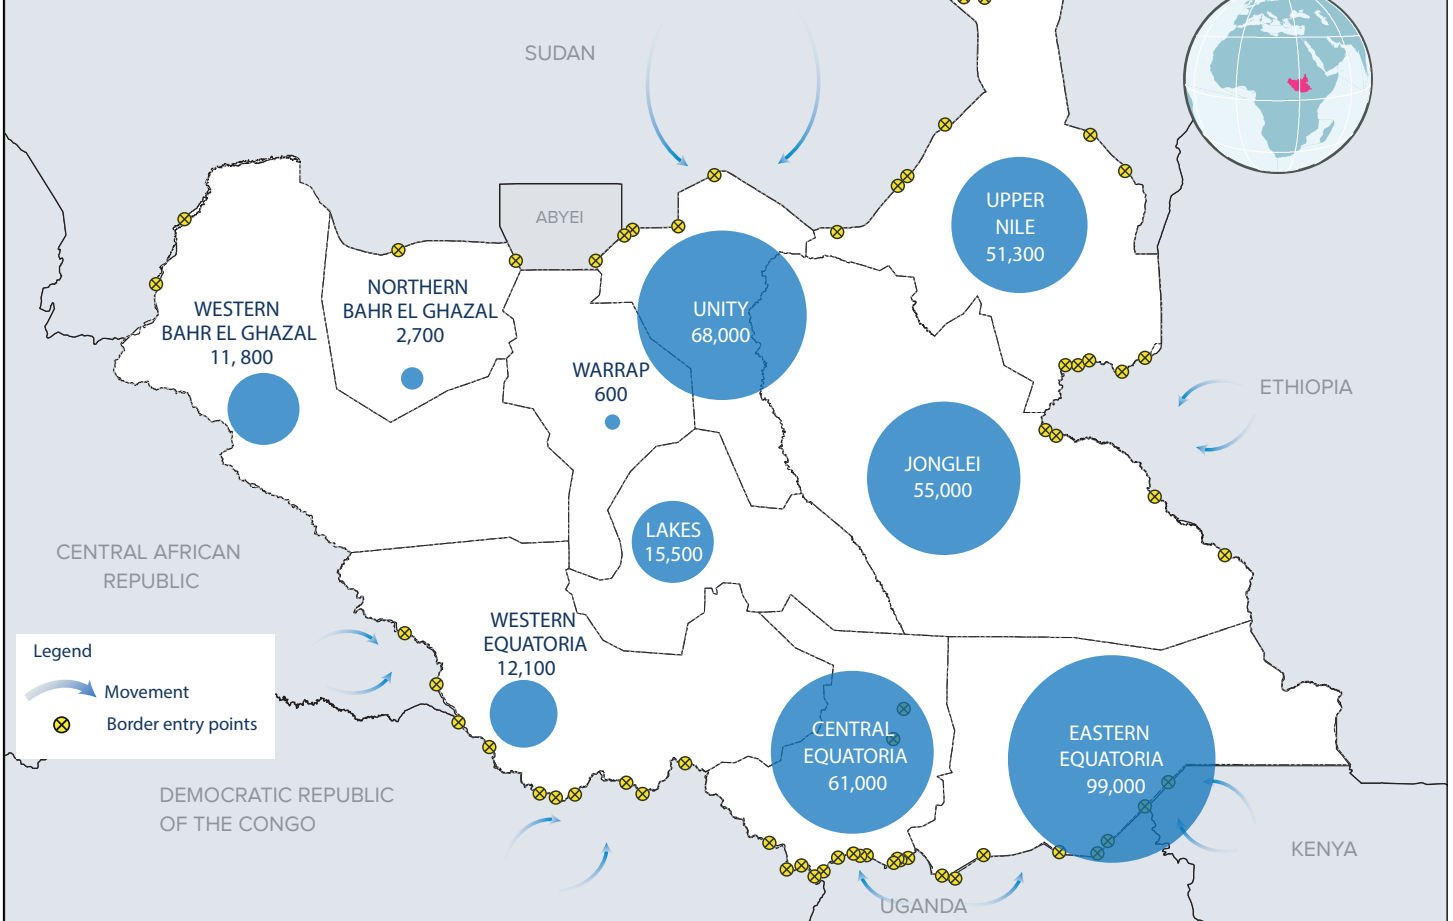 SUDAN
ABYEI
UPPER
NILE
51,300
NORTHERN
BAHR EL GHAZAL
2,700
WESTERN
BAHR EL GHAZAL
11, 800
UNITY
68,000
WARRAP
600
ETHIOPIA
JONGLEI
55,000
LAKES
15,500
CENTRAL AFRICAN
REPUBLIC
WESTERN
EQUATORIA
12,100
Legend
Movement
Border entry points
CENTRAL
EQUATORIA
61,000
EASTERN
EQUATORIA
99,000
DEMOCRATIC REPUBLIC
OF THE CONGO
KENYA
UGANDA